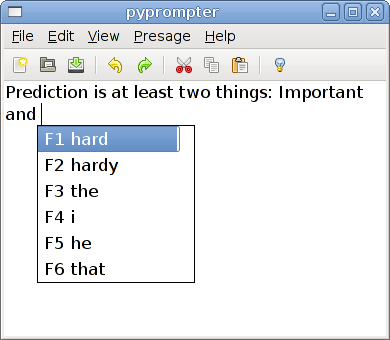 pyprompter
File Edit View Presage Help
Prediction is at least two things: Important
and
F1 hard
F2 hardy
F3 the
F4 i
F5 he
F6 that